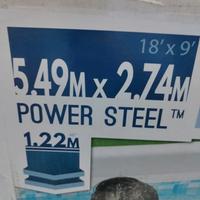 18' x 9'
5.49M x 2.74M
POWER STEEL™
1.22M